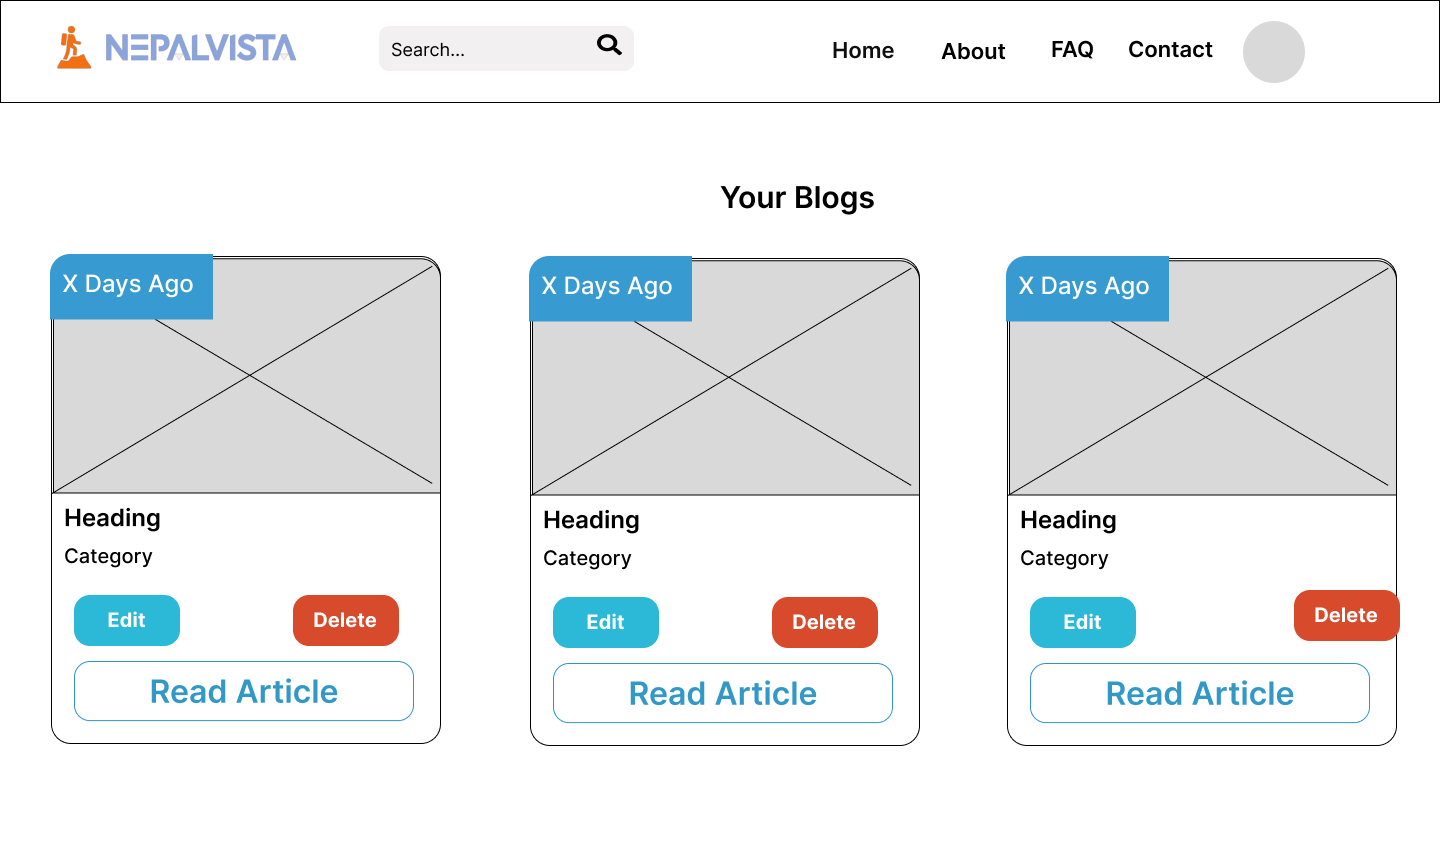 NEPALVISTA
Search...
Home
About
FAQ
Contact
Your Blogs
X Days Ago
X Days Ago
X Days Ago
Heading
Category
Edit
Delete
Read Article
Heading
Category
Edit
Delete
Read Article
Heading
Category
Edit
Delete
Read Article